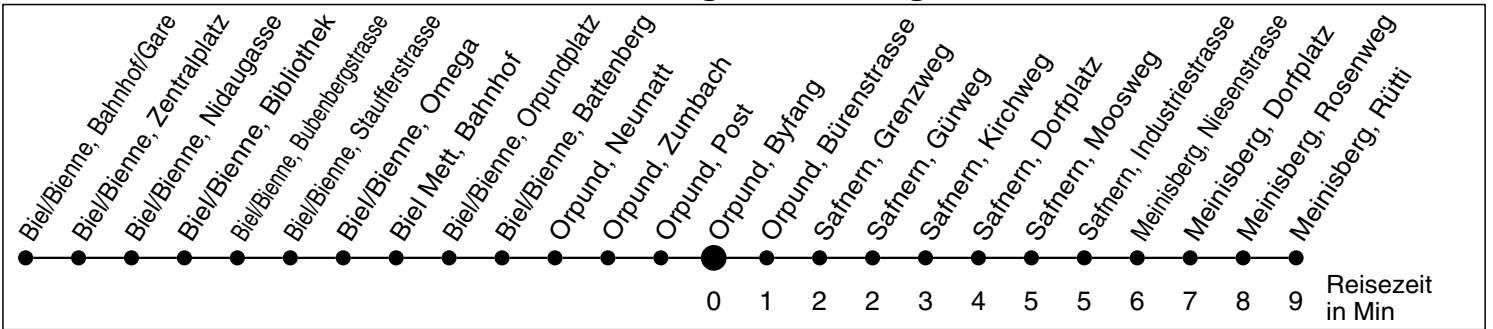 Biel/Bienne, Bahnhof/Gare
Biel/Bienne, Zentralplatz
Biel/Bienne, Nidaugasse
Biel/Bienne, Bibliothek
Biel/Bienne, Bubenbergstrasse
Biel/Bienne, Staufferstrasse
Biel/Bienne, Omega
Biel Mett, Bahnhof
Biel/Bienne, Orpundplatz
Biel/Bienne, Battenberg
Orpund, Neumatt
Orpund, Zumbach
Orpund, Post
Orpund, Byfang
Orpund, Bürenstrasse
Safnern, Grenzweg
Safnern, Gürweg
Safnern, Kirchweg
Safnern, Dorfplatz
Safnern, Moosweg
Safnern, Industriestrasse
Meinisberg, Niesenstrasse
Meinisberg, Dorfplatz
Meinisberg, Rosenweg
Meinisberg, Rütti
0 1 2 2 3 4 5 5 6 7 8 9 Reisezeit
in Min